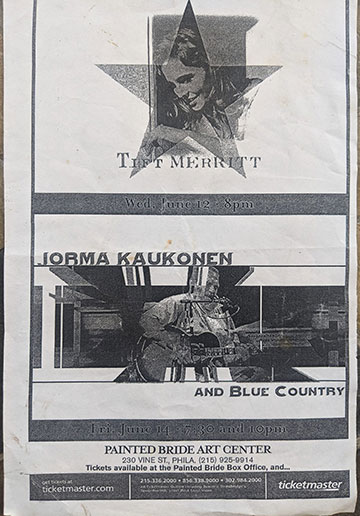 TIFT MERRITT
Wed, June 12 - 8pm
JORMA KAUKONEN
AND BLUE COUNTRY
Fri, June 14 - 7:30 and 10pm
PAINTED BRIDE ART CENTER
230 VINE ST, PHILA, (215) 925-9914
Tickets available at the Painted Bride Box Office, and...
get tickets at
ticketmaster.com
215.336.2000 • 856.338.9000 • 302.984.2000
ticketmaster